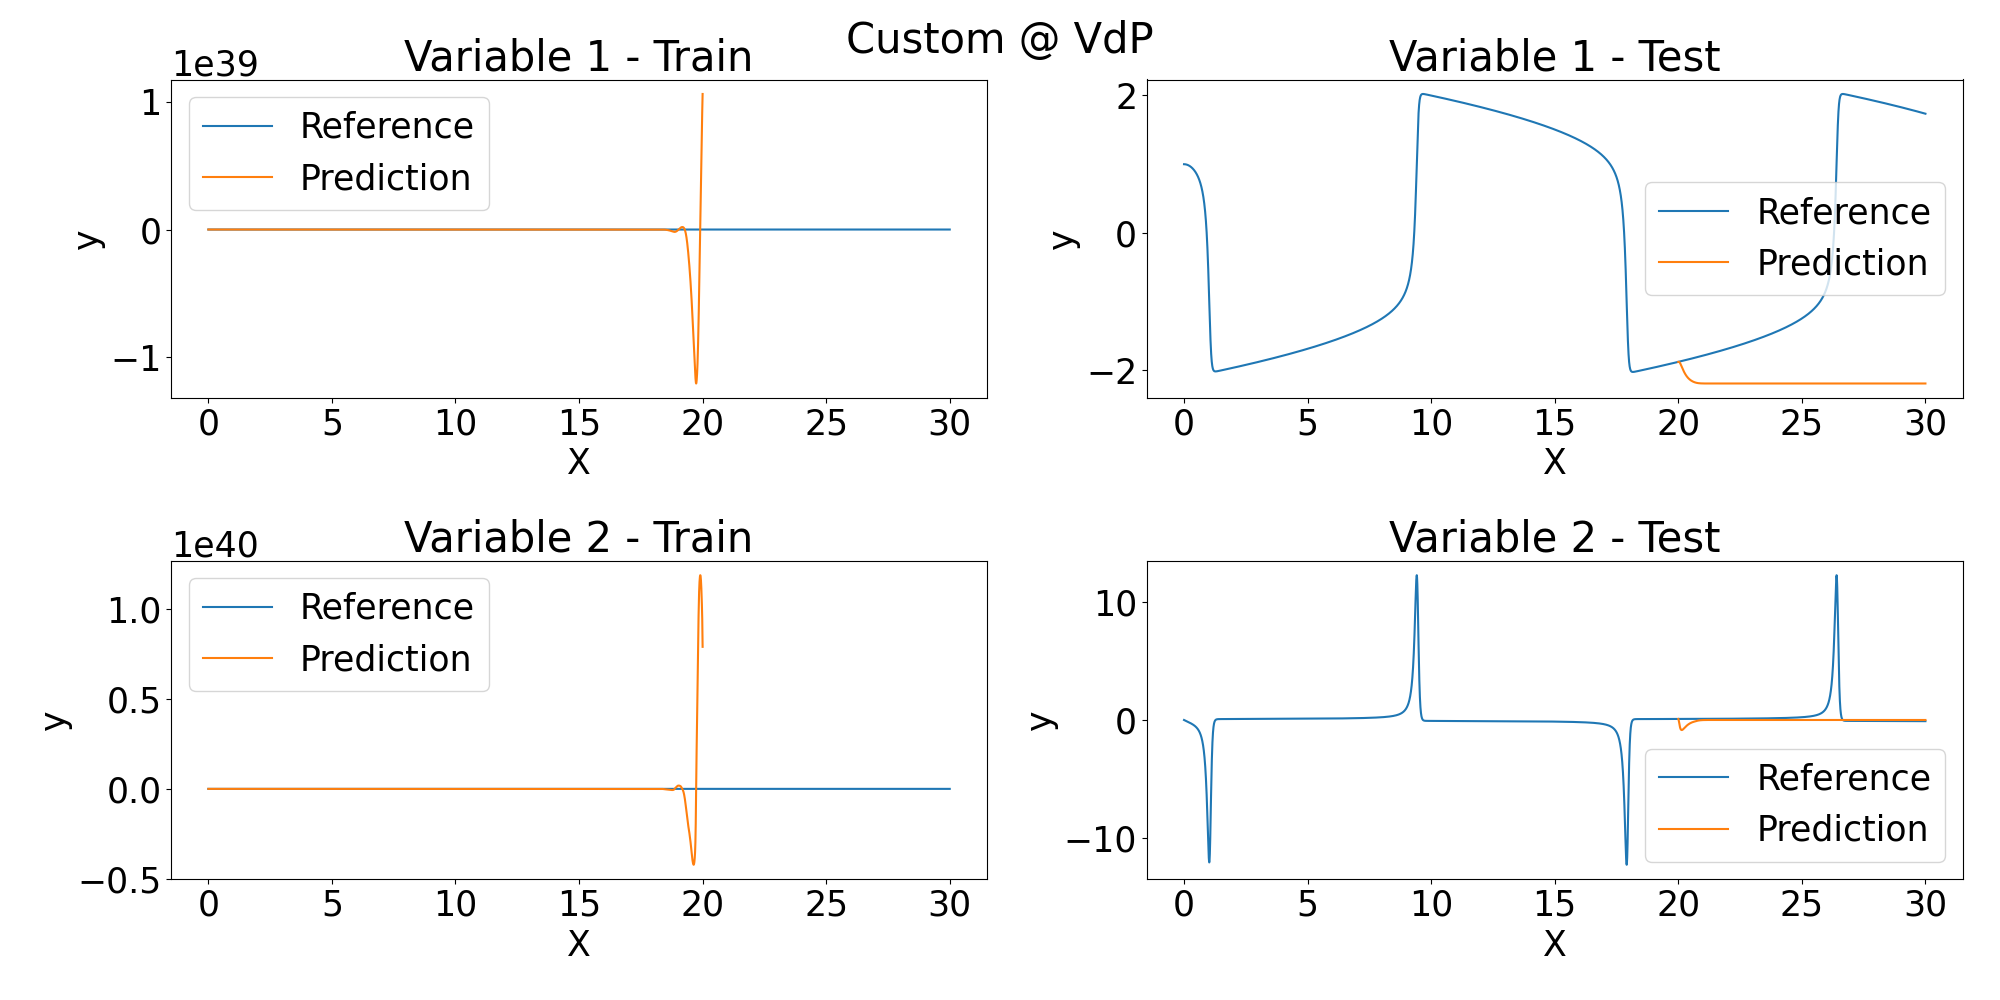 Custom @ VdP
Variable 1 - Train
1e39
1
0
−1
y
Reference
Prediction
0 5 10 15 20 25 30
X
Variable 1 - Test
2
0
−2
y
Reference
Prediction
0 5 10 15 20 25 30
X
Variable 2 - Train
1e40
1.0
0.5
0.0
−0.5
y
Reference
Prediction
0 5 10 15 20 25 30
X
Variable 2 - Test
10
0
−10
y
Reference
Prediction
0 5 10 15 20 25 30
X